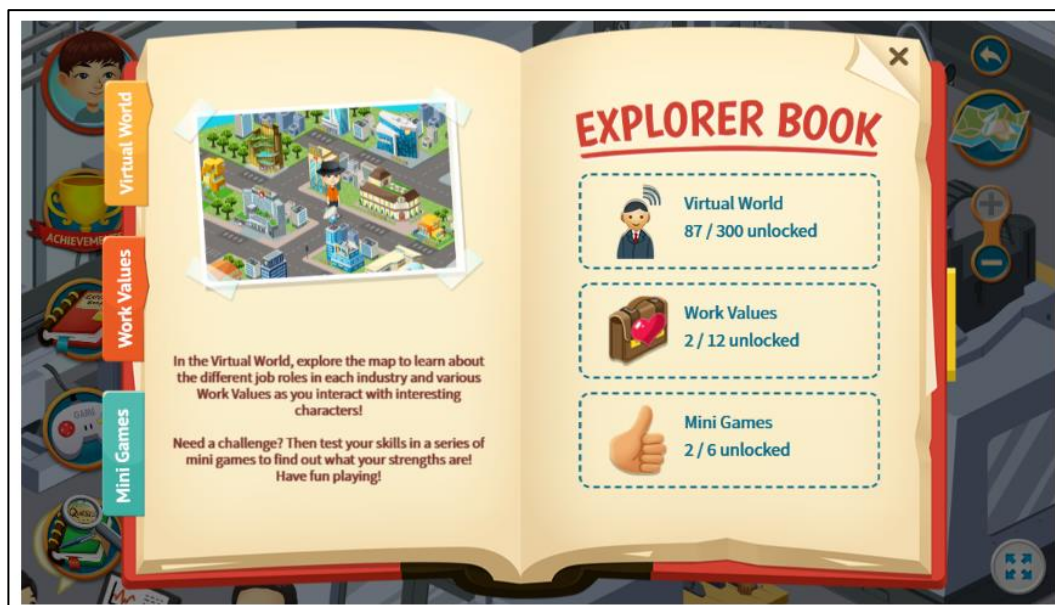 Virtual World
ACHIEVEME
Work Values
GAME
Mini Games
Quest
In the Virtual World, explore the map to learn about
the different job roles in each industry and various
Work Values as you interact with interesting
characters!
Need a challenge? Then test your skills in a series of
mini games to find out what your strengths are!
Have fun playing!
EXPLORER BOOK
Virtual World
87 / 300 unlocked
Work Values
2 / 12 unlocked
Mini Games
2 / 6 unlocked